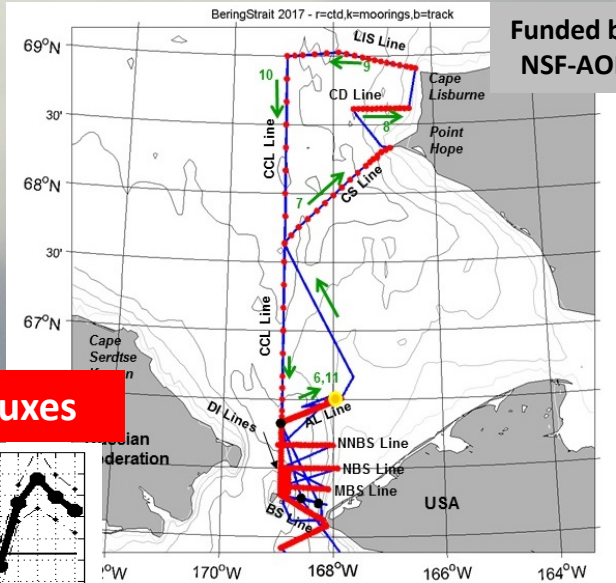 BeringStrait 2017 - r=ctd,k=moorings,b=track
Funded b
NSF-AO
69°N
LIS Line
10
9
Cape
Lisburne
CD Line
30'
8
Point
Hope
CCL Line
7
CS Line
68°N
30'
67°N
CCL Line
Cape
Serdtse
6,11
AL Line
uxes
DI Lines
NNBS Line
NBS Line
MBS Line
BS Line
USA
°W
170°W
168°W
166°W
164°W